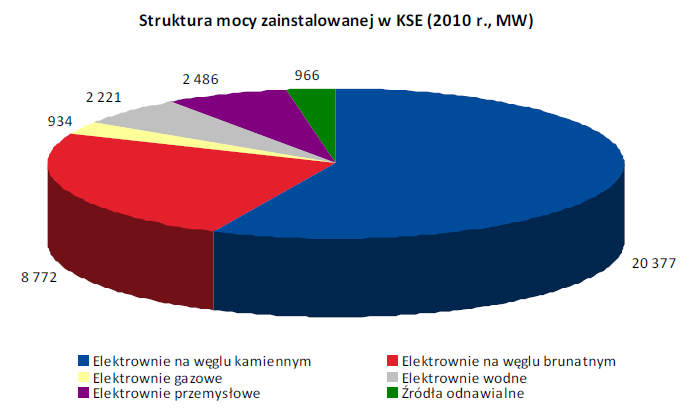 Struktura mocy zainstalowanej w KSE (2010 r., MW)
966
2 486
2 221
934
20 377
8 772
Elektrownie na węglu kamiennym
Elektrownie na węglu brunatnym
Elektrownie gazowe
Elektrownie wodne
Elektrownie przemysłowe
Źródła odnawialne